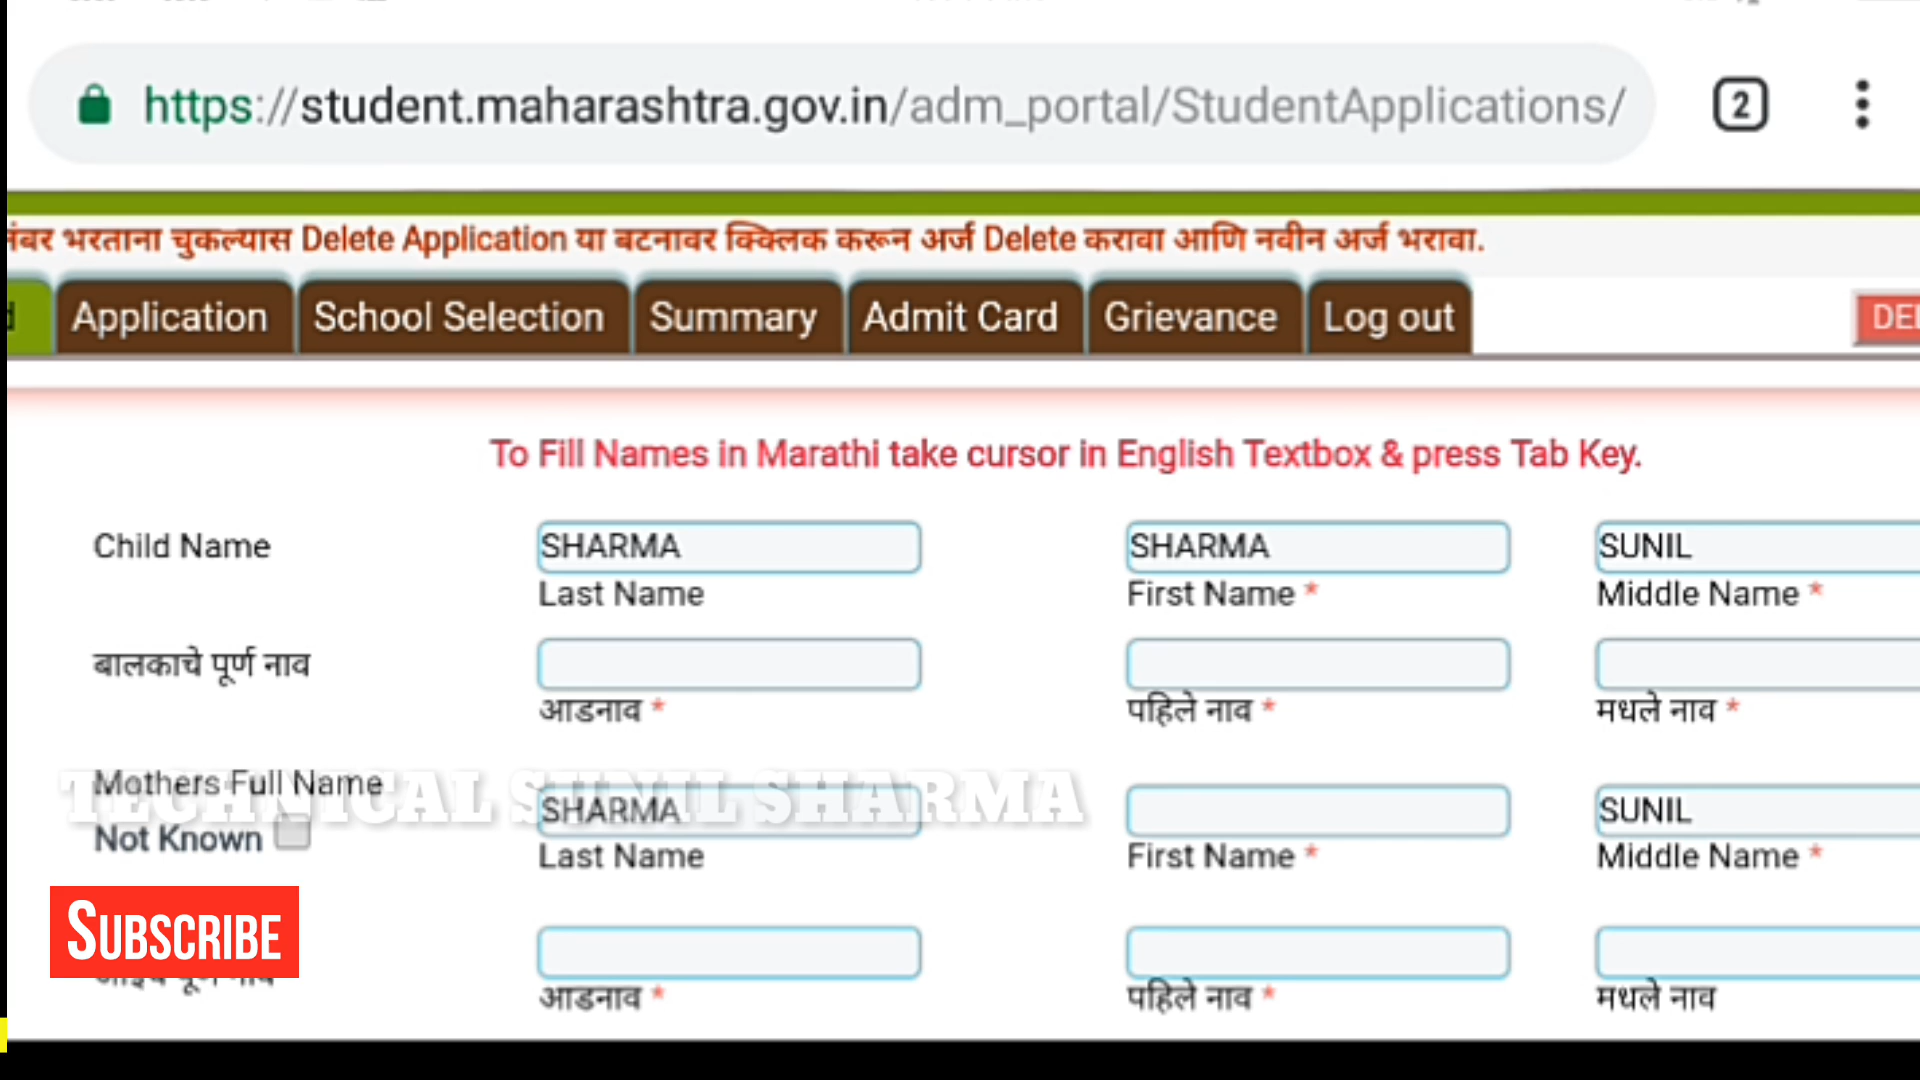 https://student.maharashtra.gov.in/adm_portal/StudentApplications/
2
नंबर भरताना चुकल्यास Delete Application या बटनावर क्क्लिक करून अर्ज Delete करावा आणि नवीन अर्ज भरावा.
Application School Selection Summary Admit Card Grievance Log out
To Fill Names in Marathi take cursor in English Textbox & press Tab Key.
Child Name SHARMA SHARMA SUNIL
Last Name First Name * Middle Name *
बालकाचे पूर्ण नाव
आडनाव * पहिले नाव * मधले नाव *
Mothers Full Name
TECHNICAL SUNIL SHARMA
SHARMA SUNIL
Not Known
Last Name First Name * Middle Name *
SUBSCRIBE
आडनाव * पहिले नाव * मधले नाव